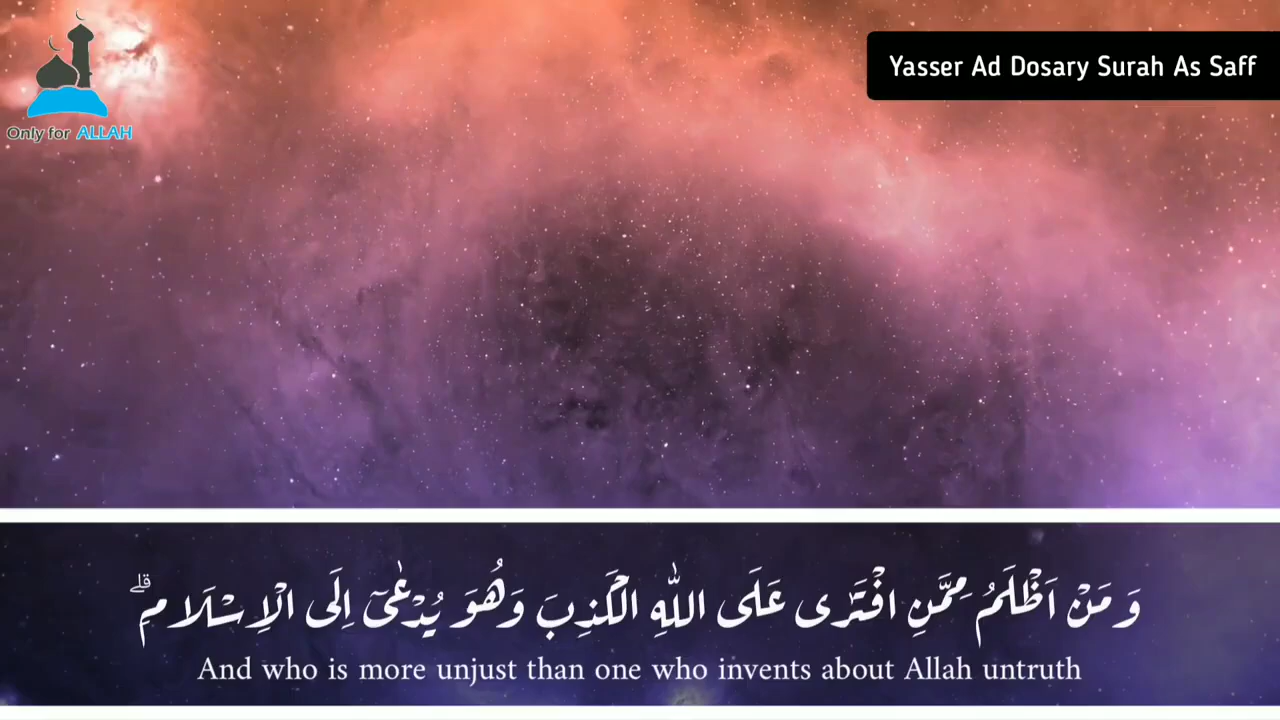 Only for ALLAH
Yasser Ad Dosary Surah As Saff
وَ مَنْ اَظْلَمُ مِمَّنِ افْتَرٰى عَلَى اللّٰهِ الْكَذِبَ وَهُوَ يُدْعٰىٓ اِلَى الْاِسْلَامِ ۗ
And who is more unjust than one who invents about Allah untruth